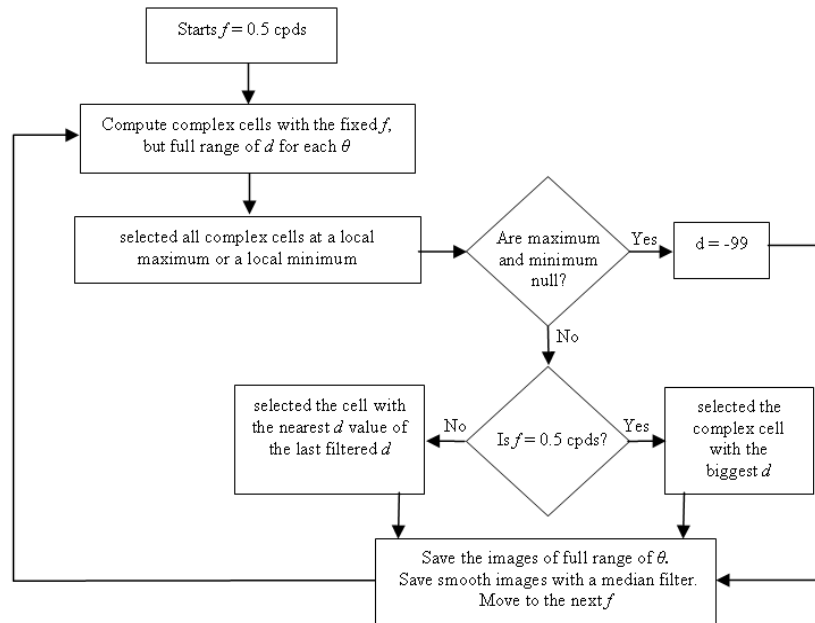 Starts f = 0.5 cpds
Compute complex cells with the fixed f,
but full range of d for each θ
selected all complex cells at a local
maximum or a local minimum
Are maximum
and minimum
null?
Yes
d = -99
No
Is f = 0.5 cpds?
No
selected the cell with
the nearest d value of
the last filtered d
Yes
selected the
complex cell
with the
biggest d
Save the images of full range of θ.
Save smooth images with a median filter.
Move to the next f